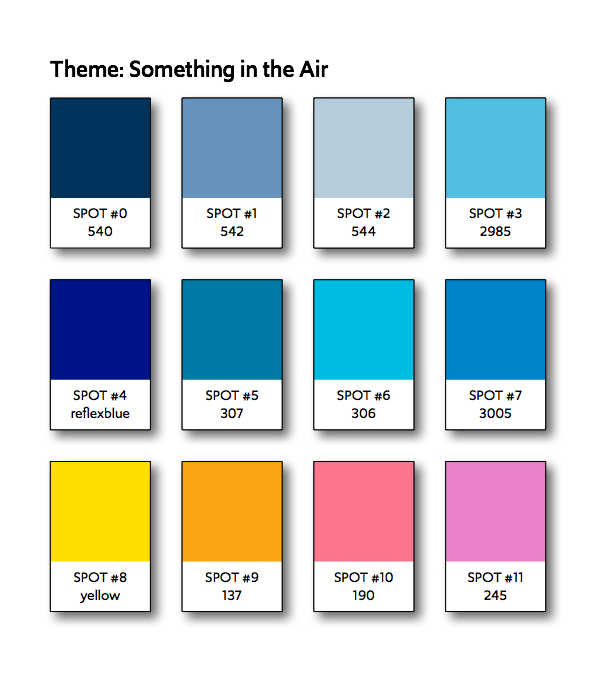 Theme: Something in the Air
SPOT #0
540
SPOT #1
542
SPOT #2
544
SPOT #3
2985
SPOT #4
reflexblue
SPOT #5
307
SPOT #6
306
SPOT #7
3005
SPOT #8
yellow
SPOT #9
137
SPOT #10
190
SPOT #11
245